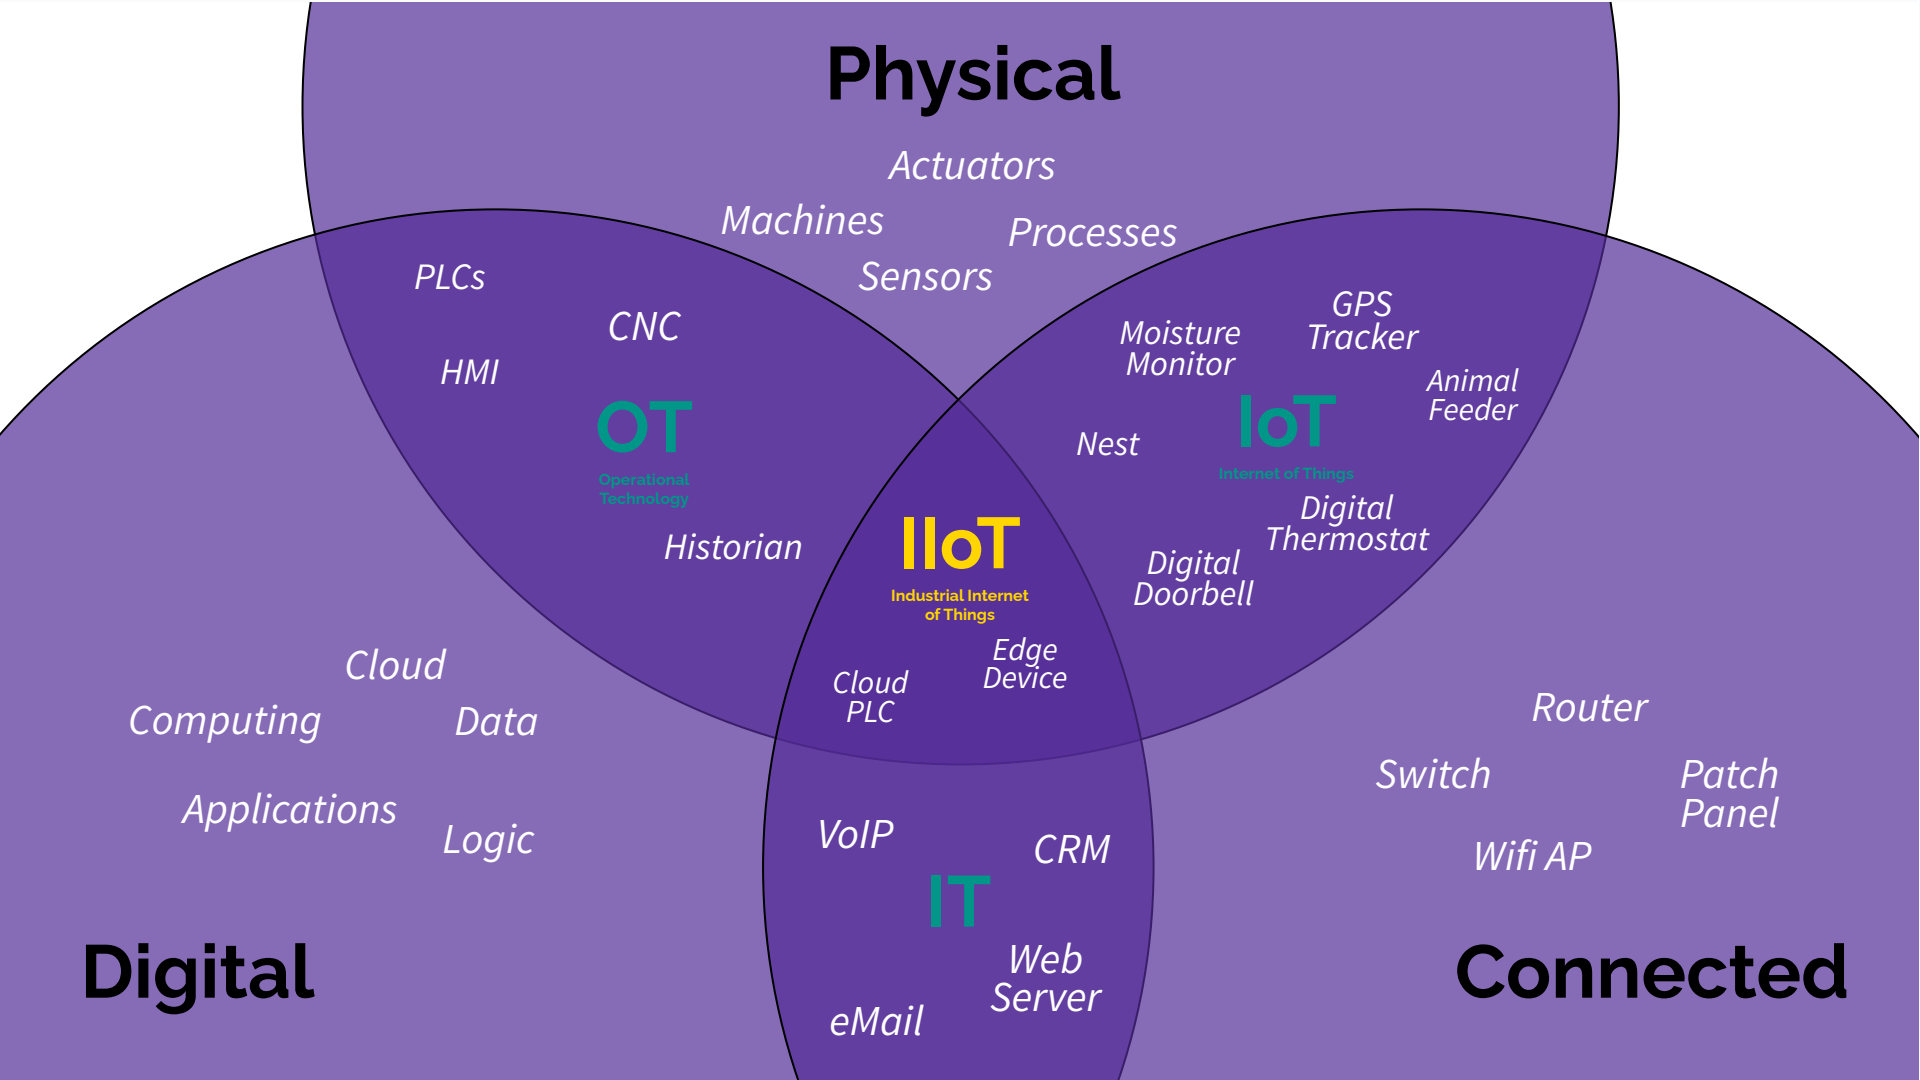 Physical
Actuators
Machines
Processes
Sensors
PLCs
CNC
HMI
OT
Operational
Technology
Historian
Moisture
Monitor
GPS
Tracker
Animal
Feeder
IoT
Internet of Things
Nest
Digital
Thermostat
Digital
Doorbell
IIoT
Industrial Internet
of Things
Edge
Device
Cloud
PLC
Cloud
Computing
Data
Applications
Logic
Digital
VoIP
CRM
IT
Web
Server
eMail
Router
Switch
Patch
Panel
Wifi AP
Connected